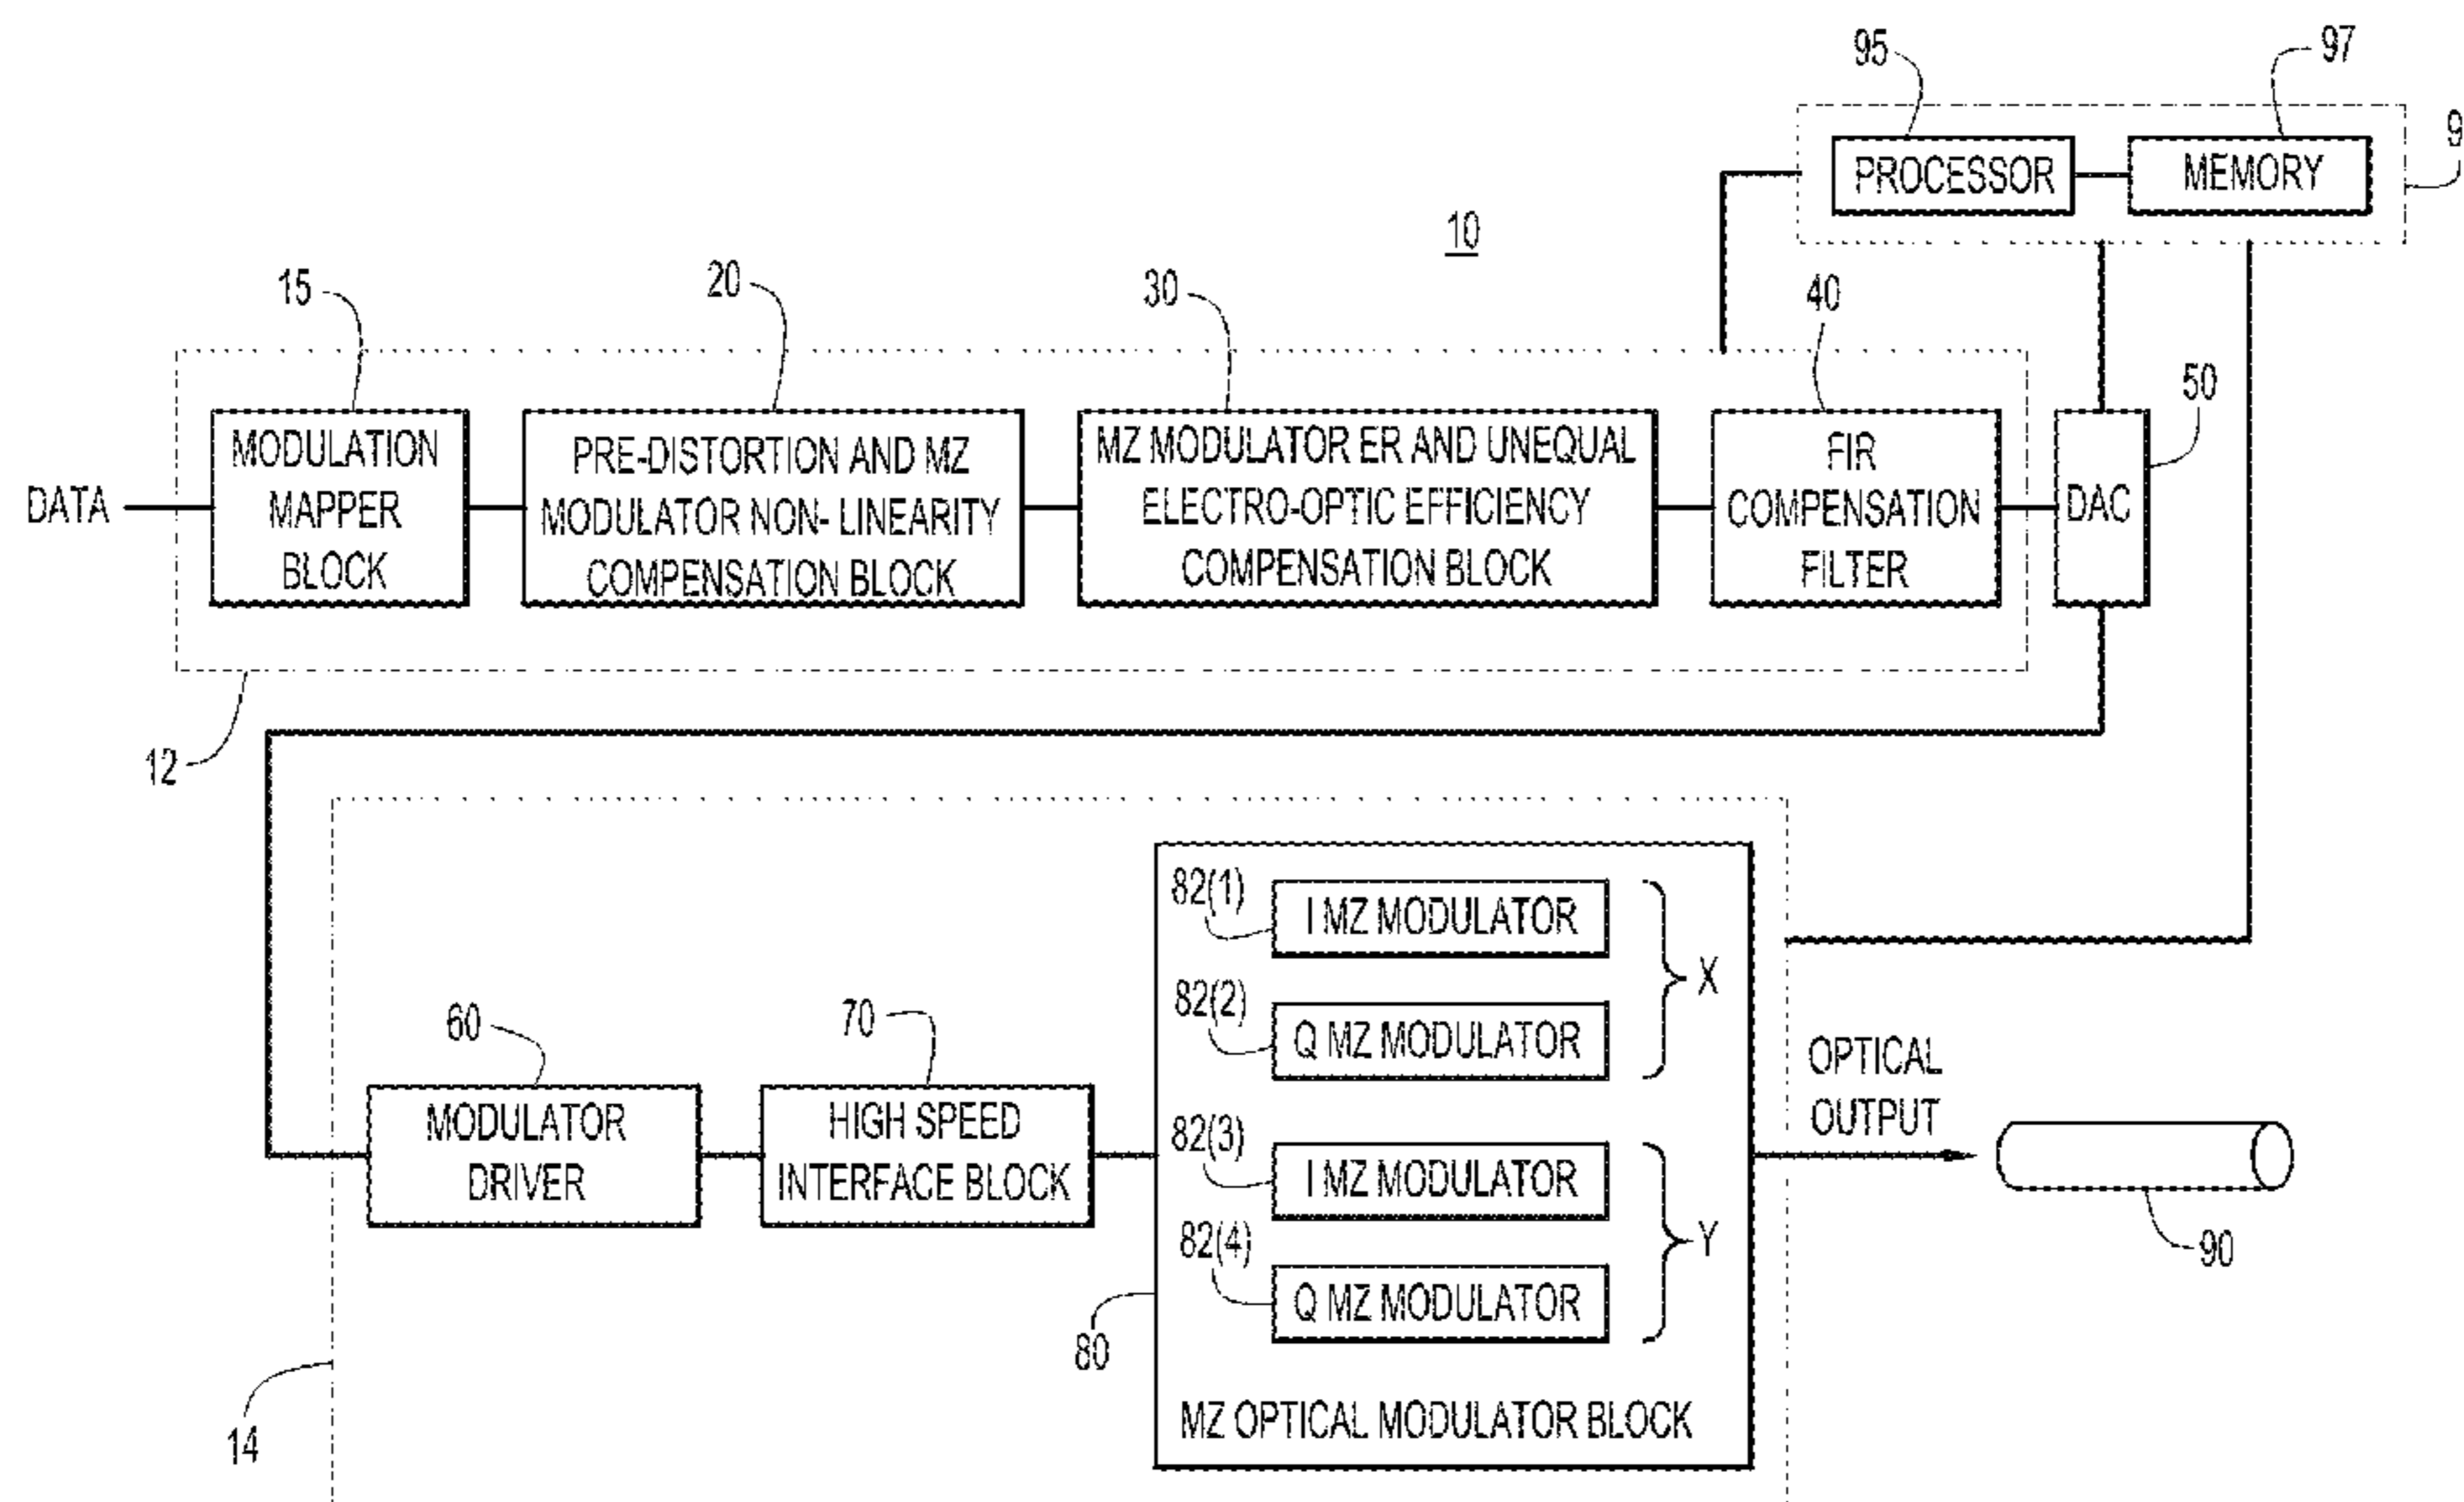 95
97
9
PROCESSOR
MEMORY
10
15
20
30
40
50
DATA
MODULATION
MAPPER
BLOCK
PRE-DISTORTION AND MZ
MODULATOR NON- LINEARITY
COMPENSATION BLOCK
MZ MODULATOR ER AND UNEQUAL
ELECTRO-OPTIC EFFICIENCY
COMPENSATION BLOCK
FIR
COMPENSATION
FILTER
DAC
12
82(1)
I MZ MODULATOR
X
82(2)
Q MZ MODULATOR
60
70
MODULATOR
DRIVER
HIGH SPEED
INTERFACE BLOCK
82(3)
I MZ MODULATOR
Y
82(4)
Q MZ MODULATOR
80
MZ OPTICAL MODULATOR BLOCK
OPTICAL
OUTPUT
90
14